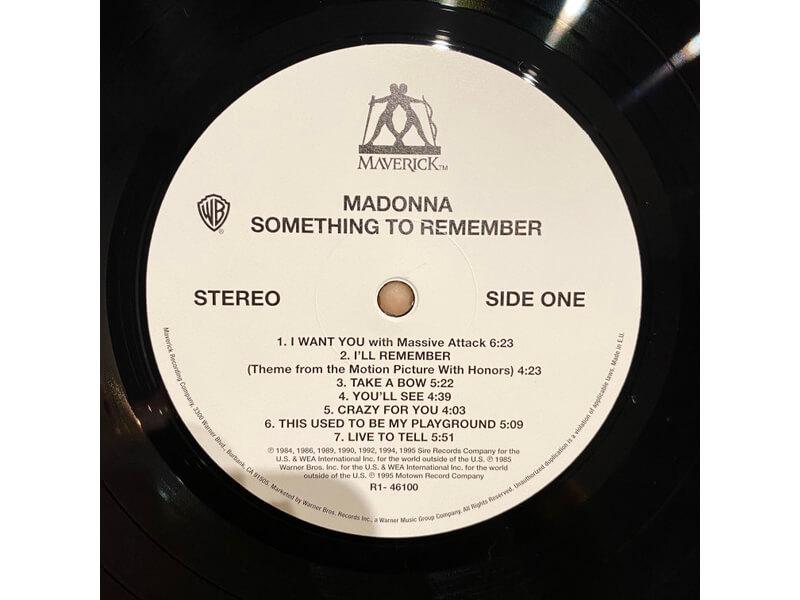 MAVERICK™
WB®
MADONNA
SOMETHING TO REMEMBER
STEREO
SIDE ONE
1. I WANT YOU with Massive Attack 6:23
2. I'LL REMEMBER
(Theme from the Motion Picture With Honors) 4:23
3. TAKE A BOW 5:22
4. YOU'LL SEE 4:39
5. CRAZY FOR YOU 4:03
6. THIS USED TO BE MY PLAYGROUND 5:09
7. LIVE TO TELL 5:51
℗ 1984, 1986, 1989, 1990, 1992, 1994, 1995 Sire Records Company for the
U.S. & WEA International Inc. for the world outside of the U.S. ℗ 1985
Warner Bros. Inc. for the U.S. & WEA International Inc. for the world
outside of the U.S. ℗ 1995 Motown Record Company
R1- 46100
Maverick Recording Company, 3300 Warner Blvd., Burbank, CA 91505. Marketed by Warner Bros. Records Inc., a Warner Music Group Company. All Rights Reserved. Unauthorized duplication is a violation of applicable laws. Made in E.U.